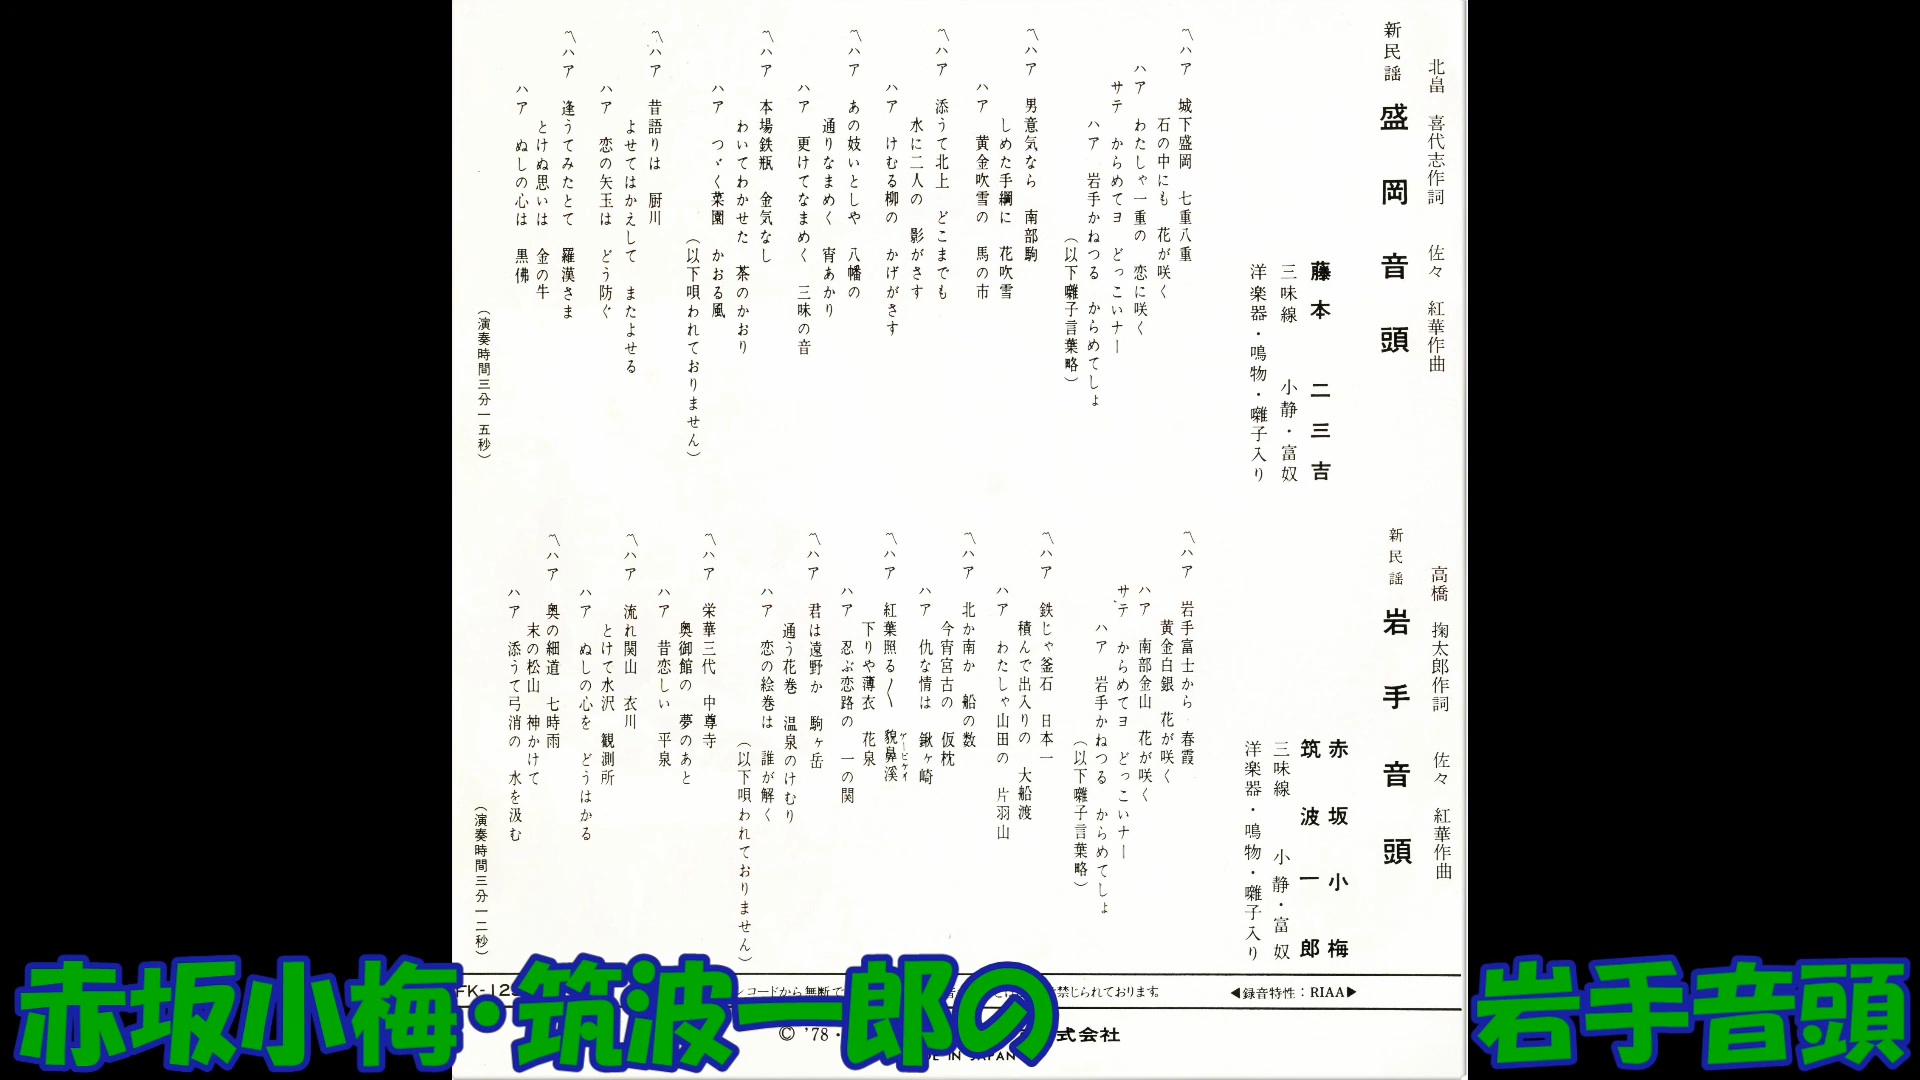 北畠　喜代志作詞　佐々　紅華作曲
新民謡　盛岡音頭
藤本　二三吉
三味線　小静・富奴
洋楽器・鳴物・囃子入り
〽ハア　城下盛岡　七重八重
石の中にも　花が咲く
ハア　わたしゃ一重の　恋に咲く
サテ　からめてヨ　どっこいナー
ハア　岩手かねつる　からめてしょ
（以下囃子言葉略）
〽ハア　男意気なら　南部駒
しめた手綱に　花吹雪
ハア　黄金吹雪の　馬の市
〽ハア　添うて北上　どこまでも
水に二人の　影がさす
ハア　けむる柳の　かげがさす
〽ハア　あの妓いとしや　八幡の
通りなまめく　宵あかり
ハア　更けてなまめく　三味の音
〽ハア　本場鉄瓶　金気なし
わいてわかせた　茶のかおり
ハア　つゞく菜園　かおる風
（以下唄われておりません）
〽ハア　昔語りは　厨川
よせてはかえして　またよせる
ハア　恋の矢玉は　どう防ぐ
〽ハア　逢うてみたとて　羅漢さま
とけぬ思いは　金の牛
ハア　ぬしの心は　黒佛
（演奏時間三分一五秒）
高橋　掬太郎作詞　佐々　紅華作曲
新民謡　岩手音頭
赤坂小梅
筑波一郎
三味線　小静・富奴
洋楽器・鳴物・囃子入り
〽ハア　岩手富士から　春霞
黄金白銀　花が咲く
ハア　南部金山　花が咲く
サテ　からめてヨ　どっこいナー
ハア　岩手かねつる　からめてしょ
（以下囃子言葉略）
〽ハア　鉄じゃ釜石　日本一
積んで出入りの　大船渡
ハア　わたしゃ山田の　片羽山
〽ハア　北か南か　船の数
今宵宮古の　仮枕
ハア　仇な情は　鍬ヶ崎
〽ハア　紅葉照る〳〵　猊鼻溪
ゲービケイ
下りや薄衣　花泉
ハア　忍ぶ恋路の　一の関
〽ハア　君は遠野か　駒ヶ岳
通う花巻　温泉のけむり
ハア　恋の絵巻は　誰が解く
（以下唄われておりません）
〽ハア　栄華三代　中尊寺
奥御館の　夢のあと
ハア　昔恋しい　平泉
〽ハア　流れ関山　衣川
とけて水沢　観測所
ハア　ぬしの心を　どうはかる
〽ハア　奥の細道　七時雨
末の松山　神かけて
ハア　添うて弓消の　水を汲む
（演奏時間三分一二秒）
FK-12
コードから無断で
禁じられております。
◀録音特性：RIAA▶
© '78・
式会社
IN JAPAN
赤坂小梅・筑波一郎の　岩手音頭